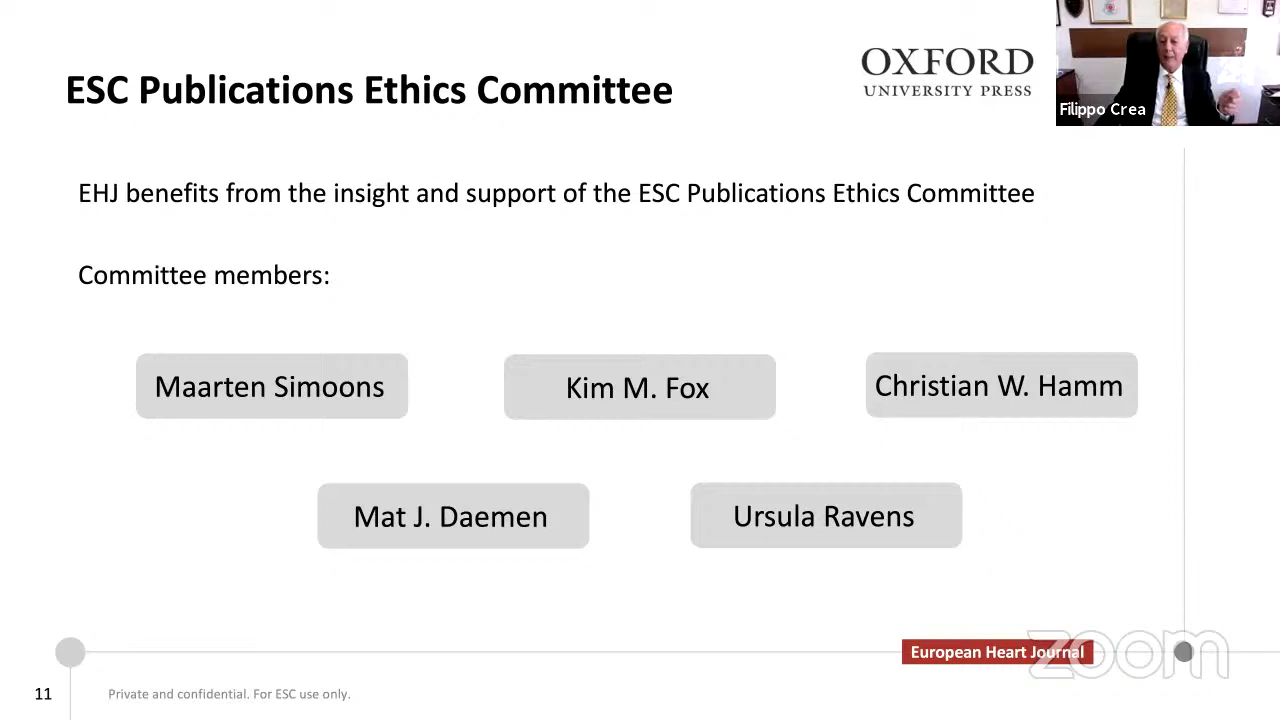 ESC Publications Ethics Committee
OXFORD
UNIVERSITY PRESS
Filippo Crea
EHJ benefits from the insight and support of the ESC Publications Ethics Committee
Committee members:
Maarten Simoons
Kim M. Fox
Christian W. Hamm
Mat J. Daemen
Ursula Ravens
European Heart Journal
zoom
11
Private and confidential. For ESC use only.